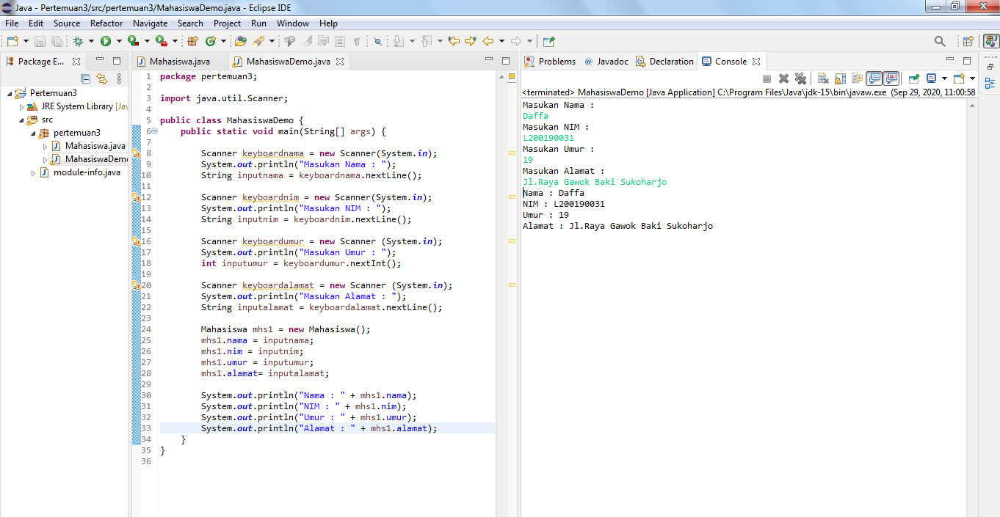 Java - Pertemuan3/src/pertemuan3/MahasiswaDemo.java - Eclipse IDE
File Edit Source Refactor Navigate Search Project Run Window Help
Package E...
Pertemuan3
JRE System Library [Jav
src
pertemuan3
Mahasiswa.java
MahasiswaDemo
module-info.java
Mahasiswa.java MahasiswaDemo.java
1 package pertemuan3;
2
3 import java.util.Scanner;
4
5 public class MahasiswaDemo {
6 public static void main(String[] args) {
7
8 Scanner keyboardnama = new Scanner(System.in);
9 System.out.println("Masukan Nama : ");
10 String inputnama = keyboardnama.nextLine();
11
12 Scanner keyboardnim = new Scanner(System.in);
13 System.out.println("Masukan NIM : ");
14 String inputnim = keyboardnim.nextLine();
15
16 Scanner keyboardumur = new Scanner (System.in);
17 System.out.println("Masukan Umur : ");
18 int inputumur = keyboardumur.nextInt();
19
20 Scanner keyboardalamat = new Scanner (System.in);
21 System.out.println("Masukan Alamat : ");
22 String inputalamat = keyboardalamat.nextLine();
23
24 Mahasiswa mhs1 = new Mahasiswa();
25 mhs1.nama = inputnama;
26 mhs1.nim = inputnim;
27 mhs1.umur = inputumur;
28 mhs1.alamat= inputalamat;
29
30 System.out.println("Nama : " + mhs1.nama);
31 System.out.println("NIM : " + mhs1.nim);
32 System.out.println("Umur : " + mhs1.umur);
33 System.out.println("Alamat : " + mhs1.alamat);
34 }
35 }
36
Problems Javadoc Declaration Console
<terminated> MahasiswaDemo [Java Application] C:\Program Files\Java\jdk-15\bin\javaw.exe (Sep 29, 2020, 11:00:58
Masukan Nama :
Daffa
Masukan NIM :
L200190031
Masukan Umur :
19
Masukan Alamat :
Jl.Raya Gawok Baki Sukoharjo
Nama : Daffa
NIM : L200190031
Umur : 19
Alamat : Jl.Raya Gawok Baki Sukoharjo